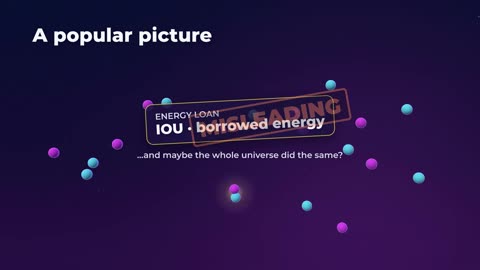 A popular picture
ENERGY LOAN
IOU • borrowed energy
MISLEADING
...and maybe the whole universe did the same?